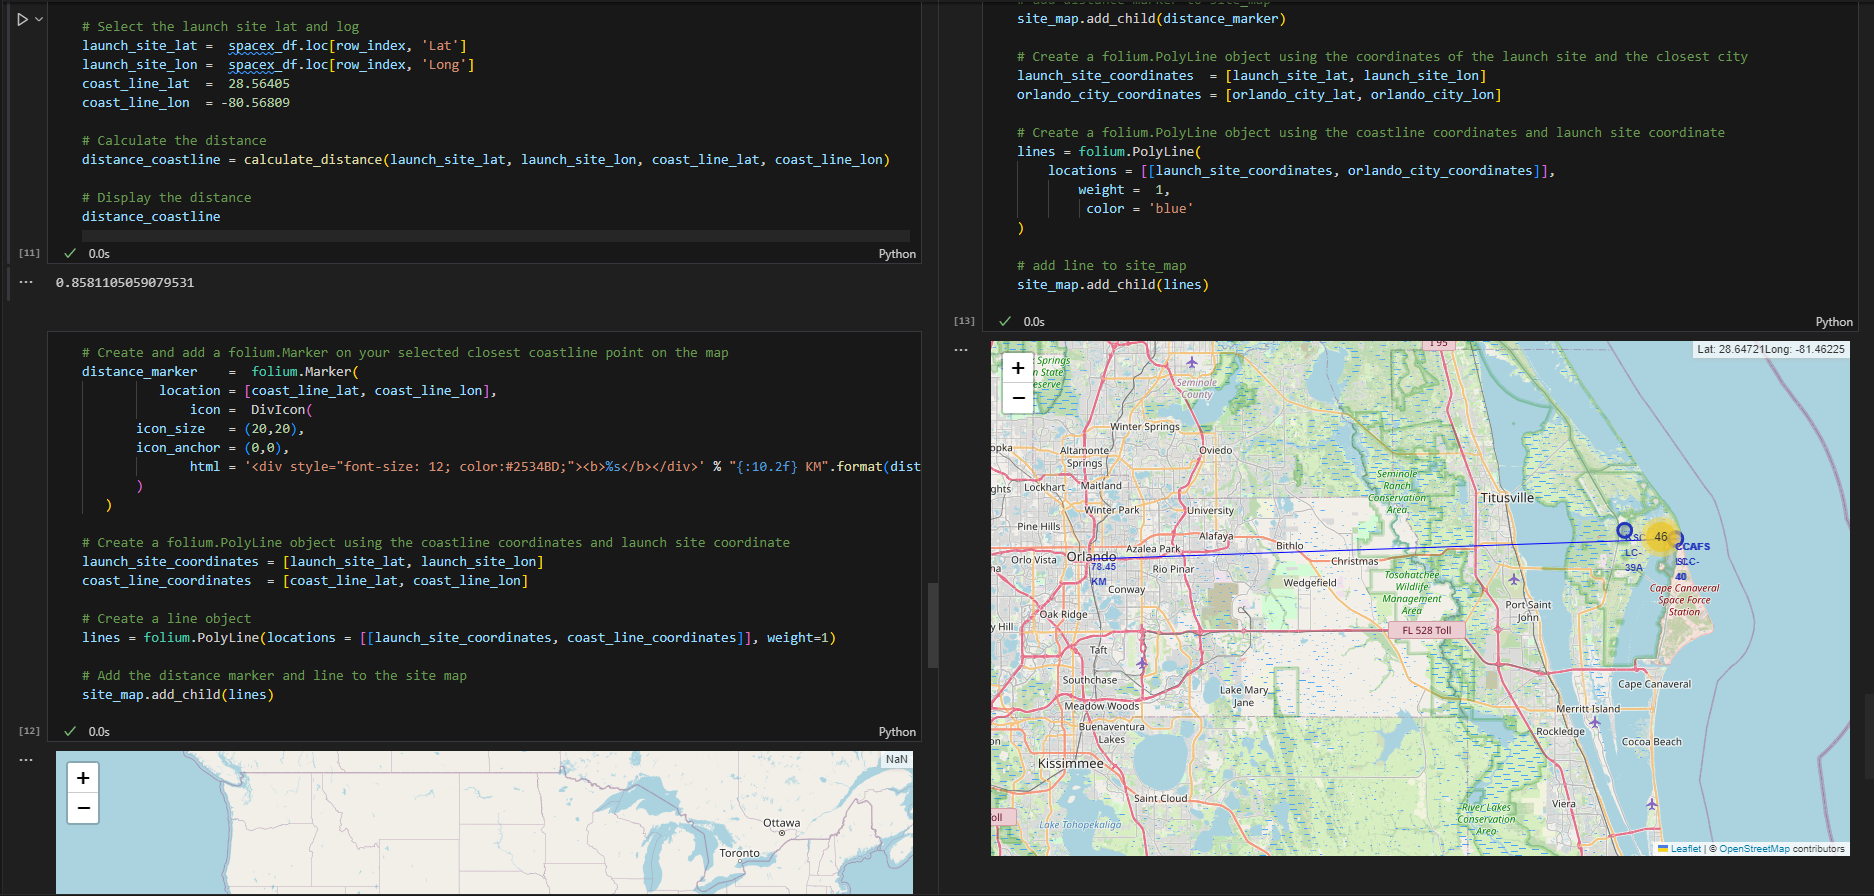 # Select the launch site lat and log
launch_site_lat =  spacex_df.loc[row_index, 'Lat']
launch_site_lon =  spacex_df.loc[row_index, 'Long']
coast_line_lat  =  28.56405
coast_line_lon  = -80.56809
# Calculate the distance
distance_coastline = calculate_distance(launch_site_lat, launch_site_lon, coast_line_lat, coast_line_lon)
# Display the distance
distance_coastline
[11]
0.0s
Python
0.8581105059079531
# Create and add a folium.Marker on your selected closest coastline point on the map
distance_marker    =  folium.Marker(
location = [coast_line_lat, coast_line_lon],
icon =  DivIcon(
icon_size   = (20,20),
icon_anchor = (0,0),
html = '<div style="font-size: 12; color:#2534BD;"><b>%s</b></div>' % "{:10.2f} KM".format(dist
)
)
# Create a folium.PolyLine object using the coastline coordinates and launch site coordinate
launch_site_coordinates = [launch_site_lat, launch_site_lon]
coast_line_coordinates  = [coast_line_lat, coast_line_lon]
# Create a line object
lines = folium.PolyLine(locations = [[launch_site_coordinates, coast_line_coordinates]], weight=1)
# Add the distance marker and line to the site map
site_map.add_child(lines)
[12]
0.0s
Python
+
−
NaN
Ottawa
Toronto
# add distance marker to site_map
site_map.add_child(distance_marker)
# Create a folium.PolyLine object using the coordinates of the launch site and the closest city
launch_site_coordinates  = [launch_site_lat, launch_site_lon]
orlando_city_coordinates = [orlando_city_lat, orlando_city_lon]
# Create a folium.PolyLine object using the coastline coordinates and launch site coordinate
lines = folium.PolyLine(
locations = [[launch_site_coordinates, orlando_city_coordinates]],
weight =  1,
color = 'blue'
)
# add line to site_map
site_map.add_child(lines)
[13]
0.0s
Python
+
−
I 95
Lat: 28.64721Long: -81.46225
Springs
n State
eserve
Seminole
County
Winter Springs
opka
Altamonte
Springs
Oviedo
ghts
Lockhart
Maitland
Seminole
Ranch
Conservation
Area
Titusville
Winter Park
University
Pine Hills
Alafaya
KSC
LC-
39A
46
CCAFS
SLC-
40
Orlo Vista
Orlando
Azalea Park
Bithlo
Christmas
78.45
KM
Rio Pinar
na
Conway
Wedgefield
Tosohatchee
Wildlife
Management
Area
Cape Canaveral
Space Force
Station
Port Saint
John
Oak Ridge
y Hill
FL 528 Toll
Taft
Southchase
Lake Mary
Jane
Cape Canaveral
Meadow Woods
Merritt Island
Buenaventura
Lakes
Rockledge
Cocoa Beach
on
Kissimmee
Saint Cloud
Viera
oll
Lake Tohopekaliga
River Lakes
Conservation
Area
Leaflet | © OpenStreetMap contributors